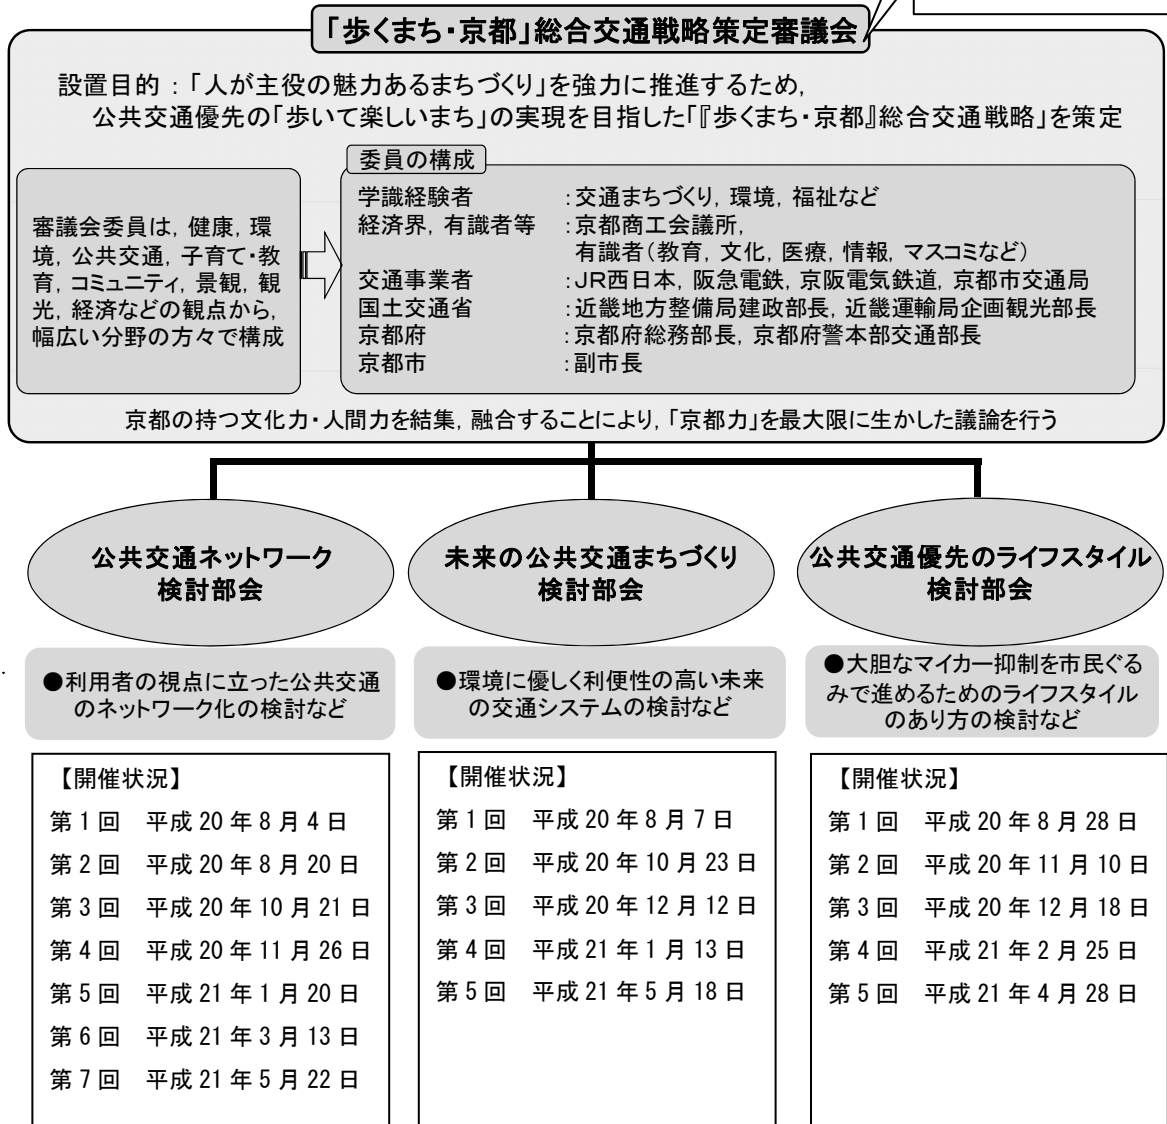 「歩くまち・京都」総合交通戦略策定審議会
設置目的：「人が主役の魅力あるまちづくり」を強力に推進するため,
公共交通優先の「歩いて楽しいまち」の実現を目指した「『歩くまち・京都』総合交通戦略」を策定
審議会委員は, 健康, 環
境, 公共交通, 子育て・教
育, コミュニティ, 景観, 観
光, 経済などの観点から,
幅広い分野の方々で構成
委員の構成
学識経験者 ：交通まちづくり, 環境, 福祉など
経済界, 有識者等 ：京都商工会議所,
有識者（教育, 文化, 医療, 情報, マスコミなど）
交通事業者 ：JR西日本, 阪急電鉄, 京阪電気鉄道, 京都市交通局
国土交通省 ：近畿地方整備局建政部長, 近畿運輸局企画観光部長
京都府 ：京都府総務部長, 京都府警本部交通部長
京都市 ：副市長
京都の持つ文化力・人間力を結集, 融合することにより,「京都力」を最大限に生かした議論を行う
公共交通ネットワーク
検討部会
●利用者の視点に立った公共交通
のネットワーク化の検討など
【開催状況】
第1回 平成20年8月4日
第2回 平成20年8月20日
第3回 平成20年10月21日
第4回 平成20年11月26日
第5回 平成21年1月20日
第6回 平成21年3月13日
第7回 平成21年5月22日
未来の公共交通まちづくり
検討部会
●環境に優しく利便性の高い未来
の交通システムの検討など
【開催状況】
第1回 平成20年8月7日
第2回 平成20年10月23日
第3回 平成20年12月12日
第4回 平成21年1月13日
第5回 平成21年5月18日
公共交通優先のライフスタイル
検討部会
●大胆なマイカー抑制を市民ぐる
みで進めるためのライフスタイル
のあり方の検討など
【開催状況】
第1回 平成20年8月28日
第2回 平成20年11月10日
第3回 平成20年12月18日
第4回 平成21年2月25日
第5回 平成21年4月28日